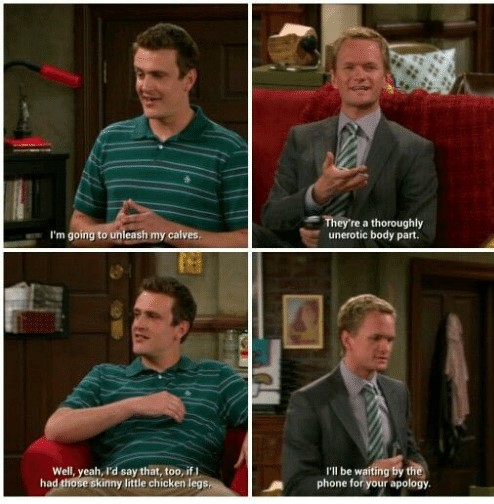 I'm going to unleash my calves.
They're a thoroughly
unerotic body part.
Well, yeah, I'd say that, too, if I
had those skinny little chicken legs.
I'll be waiting by the
phone for your apology.